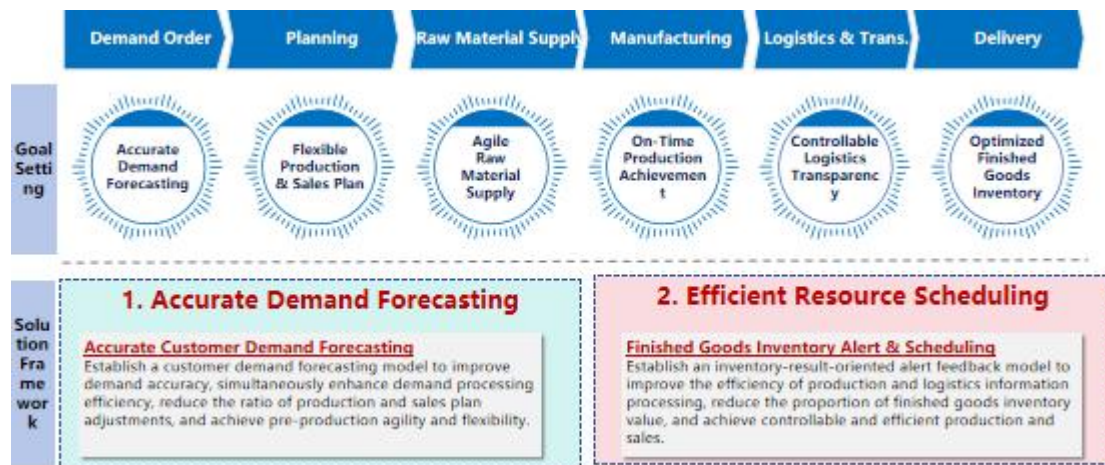 Demand Order
Planning
Raw Material Supply
Manufacturing
Logistics & Trans.
Delivery
Goal
Setti
ng
Accurate
Demand
Forecasting
Flexible
Production
& Sales Plan
Agile
Raw
Material
Supply
On-Time
Production
Achievemen
t
Controllable
Logistics
Transparenc
y
Optimized
Finished
Goods
Inventory
Solu
tion
Fra
me
wor
k
1. Accurate Demand Forecasting
Accurate Customer Demand Forecasting
Establish a customer demand forecasting model to improve
demand accuracy, simultaneously enhance demand processing
efficiency, reduce the ratio of production and sales plan
adjustments, and achieve pre-production agility and flexibility.
2. Efficient Resource Scheduling
Finished Goods Inventory Alert & Scheduling
Establish an inventory-result-oriented alert feedback model to
improve the efficiency of production and logistics information
processing, reduce the proportion of finished goods inventory
value, and achieve controllable and efficient production and
sales.